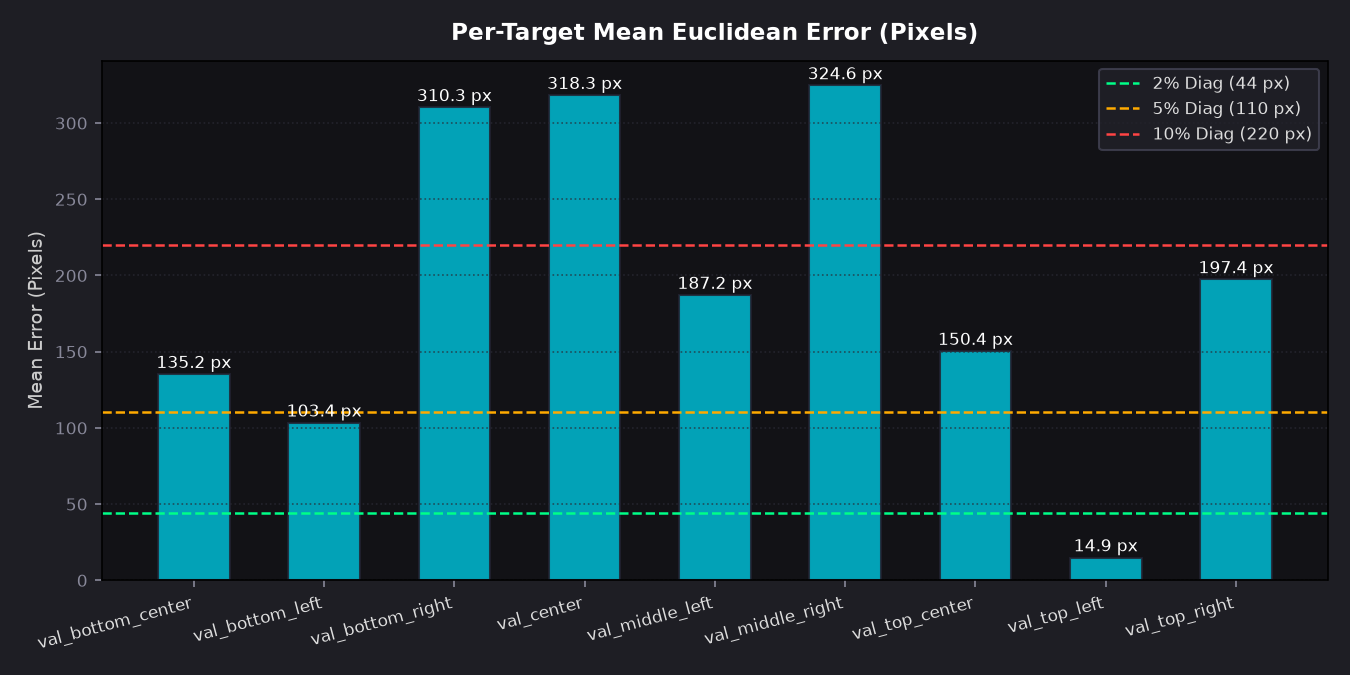 Per-Target Mean Euclidean Error (Pixels)
2% Diag (44 px)
5% Diag (110 px)
10% Diag (220 px)
Mean Error (Pixels)
300
250
200
150
100
50
0
135.2 px
103.4 px
310.3 px
318.3 px
187.2 px
324.6 px
150.4 px
14.9 px
197.4 px
val_bottom_center
val_bottom_left
val_bottom_right
val_center
val_middle_left
val_middle_right
val_top_center
val_top_left
val_top_right